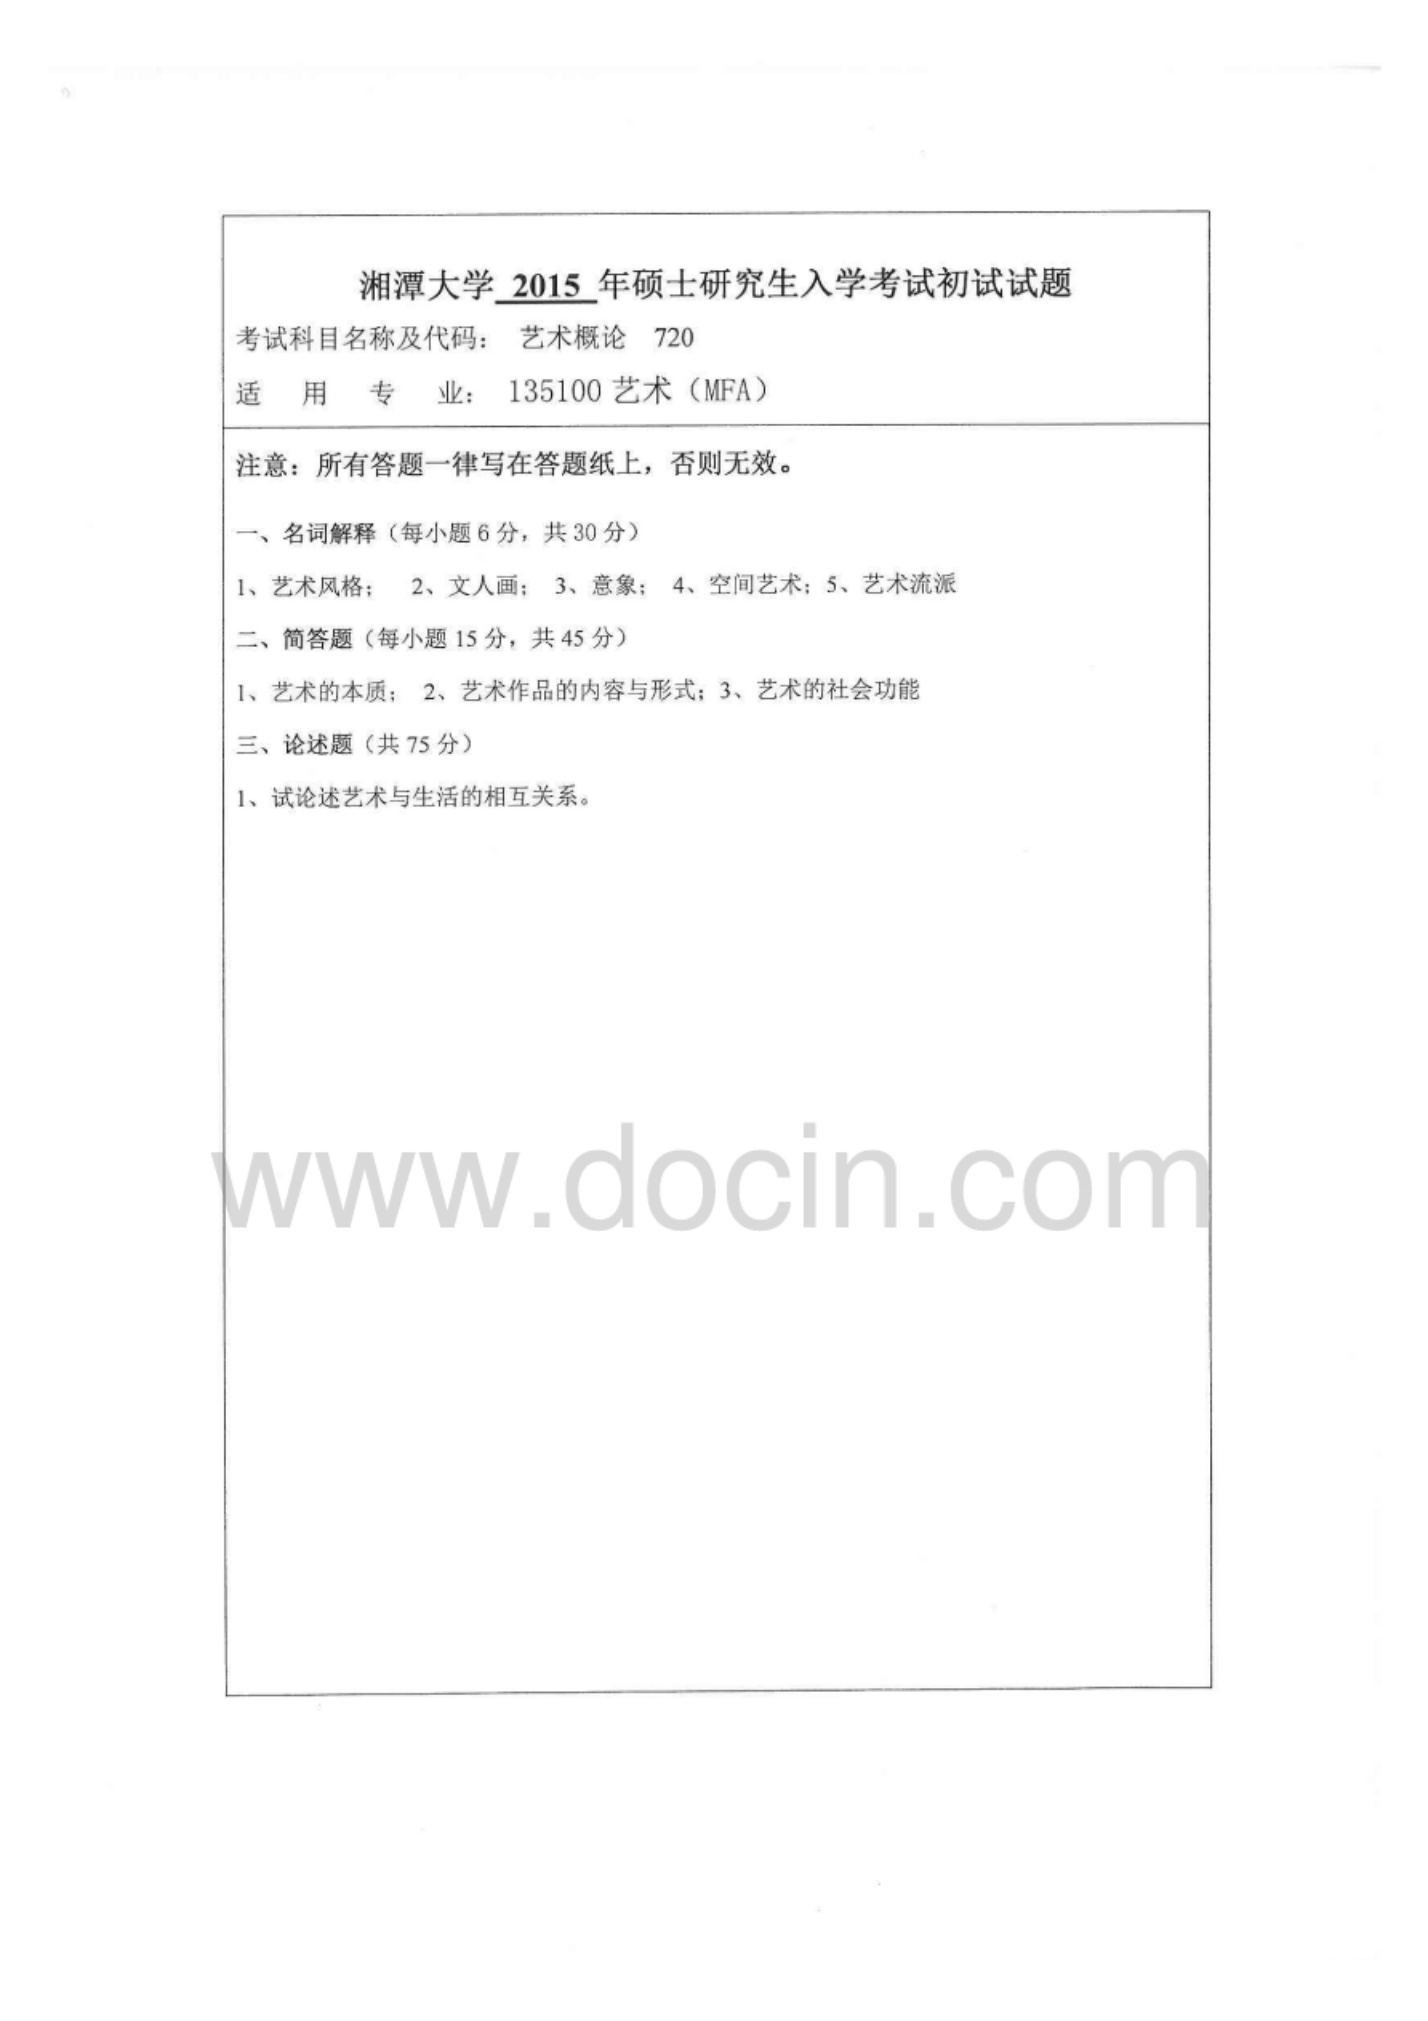 湘潭大学 2015 年硕士研究生入学考试初试试题
考试科目名称及代码： 艺术概论 720
适 用 专 业： 135100 艺术（MFA）
注意：所有答题一律写在答题纸上，否则无效。
一、名词解释（每小题 6 分，共 30 分）
1、艺术风格； 2、文人画； 3、意象； 4、空间艺术；5、艺术流派
二、简答题（每小题 15 分，共 45 分）
1、艺术的本质； 2、艺术作品的内容与形式；3、艺术的社会功能
三、论述题（共 75 分）
1、试论述艺术与生活的相互关系。
www.docin.com